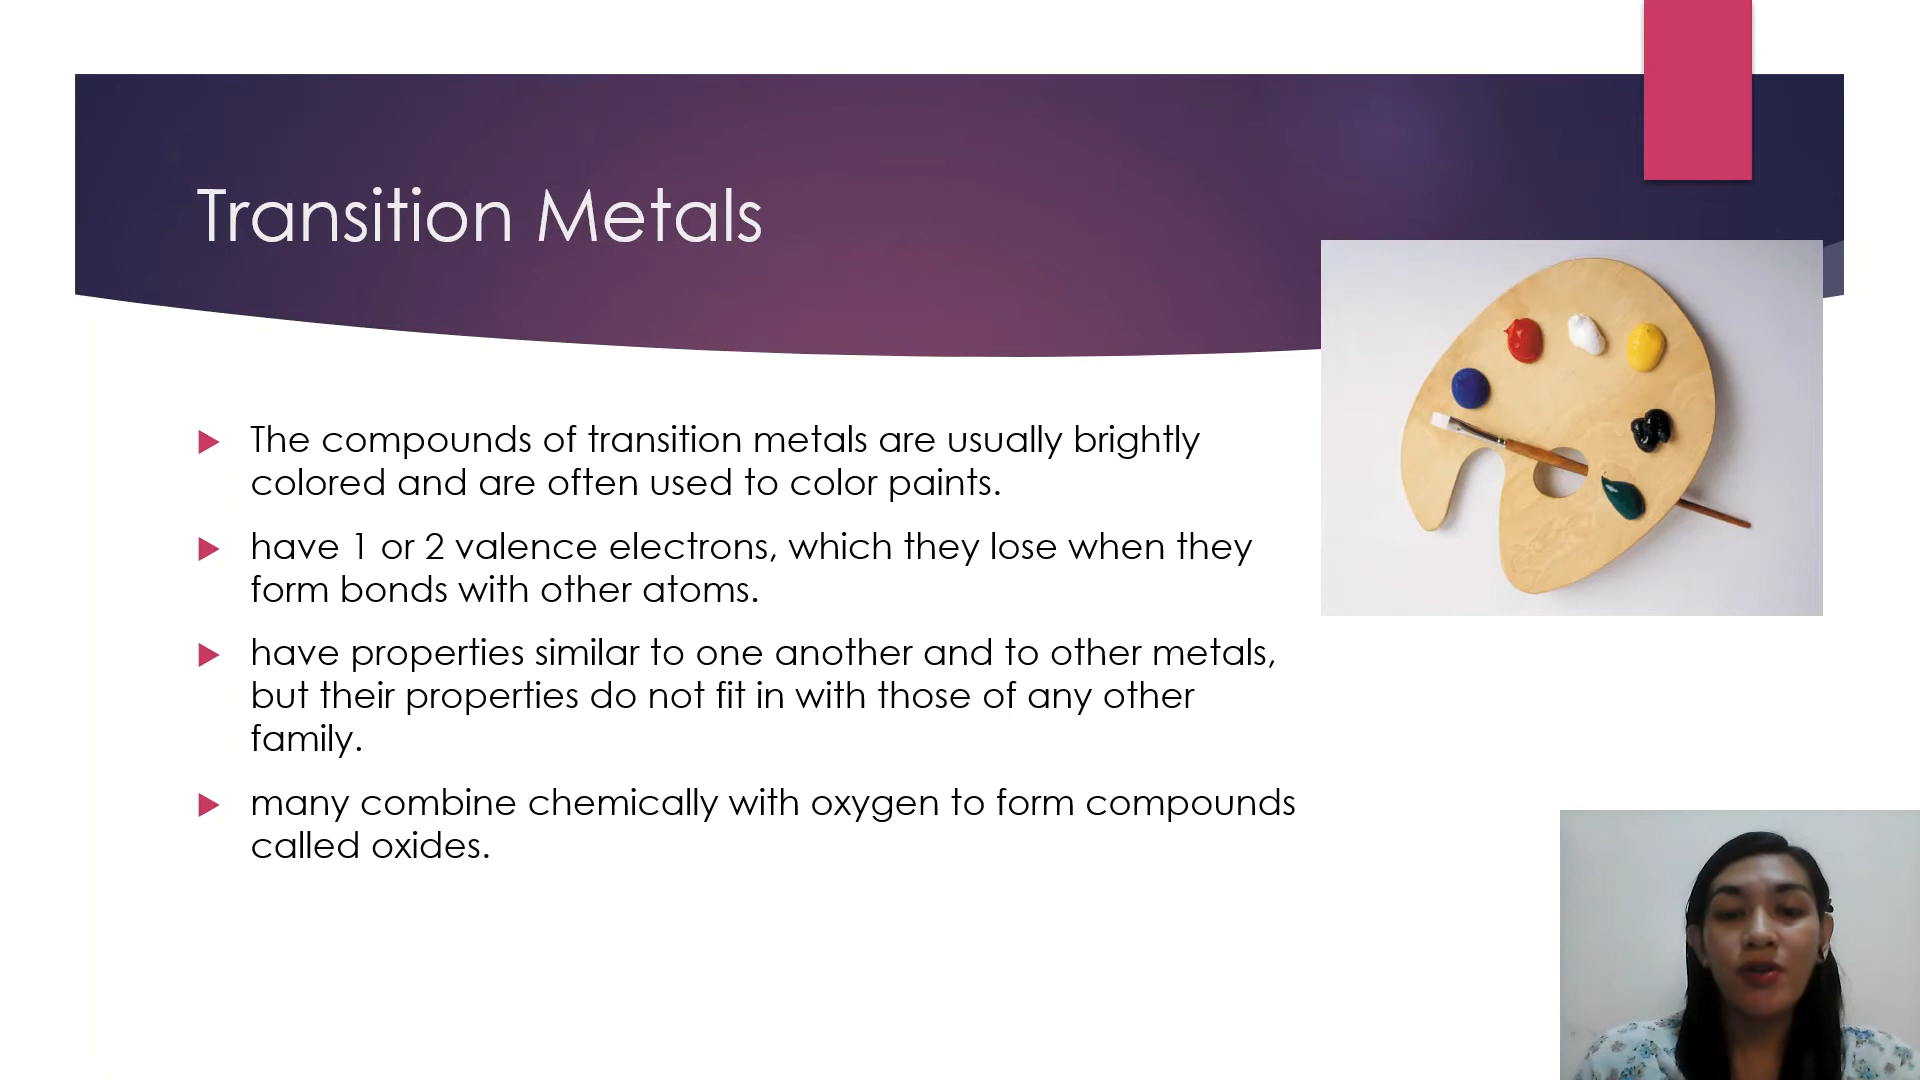 Transition Metals
The compounds of transition metals are usually brightly
colored and are often used to color paints.
have 1 or 2 valence electrons, which they lose when they
form bonds with other atoms.
have properties similar to one another and to other metals,
but their properties do not fit in with those of any other
family.
many combine chemically with oxygen to form compounds
called oxides.